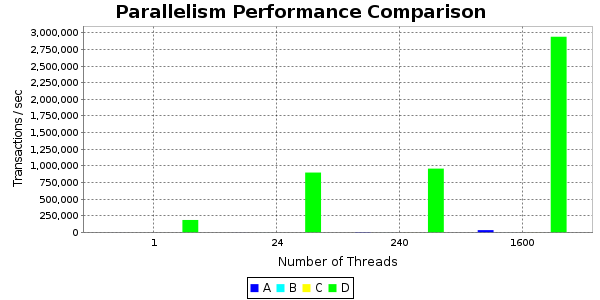 Parallelism Performance Comparison
Transactions / sec
3,000,000
2,750,000
2,500,000
2,250,000
2,000,000
1,750,000
1,500,000
1,250,000
1,000,000
750,000
500,000
250,000
0
1 24 240 1600
Number of Threads
A B C D